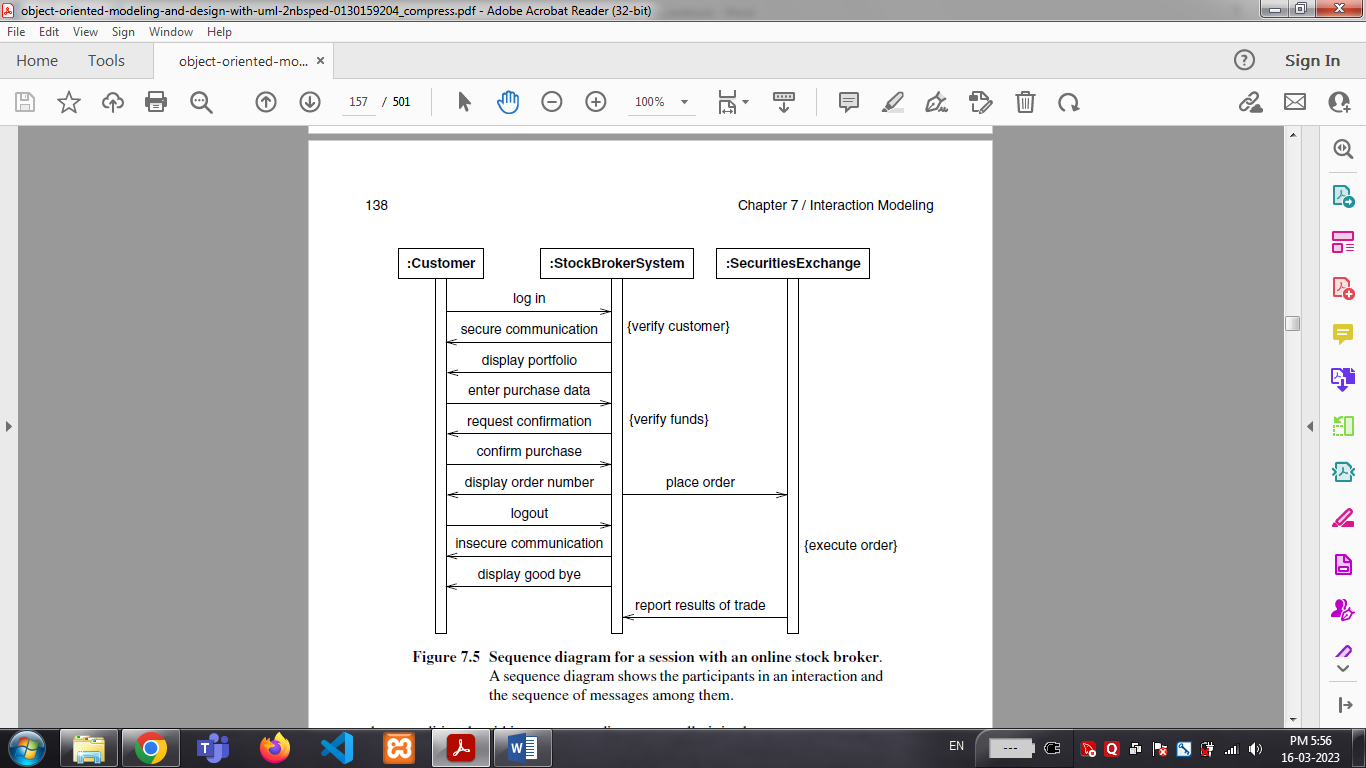 object-oriented-modeling-and-design-with-uml-2nbsped-0130159204_compress.pdf - Adobe Acrobat Reader (32-bit)
File Edit View Sign Window Help
Home Tools object-oriented-mo... × ? Sign In
157 / 501 100%
138 Chapter 7 / Interaction Modeling
:Customer :StockBrokerSystem :SecuritiesExchange
log in
{verify customer}
secure communication
display portfolio
enter purchase data
{verify funds}
request confirmation
confirm purchase
display order number place order
logout
insecure communication {execute order}
display good bye
report results of trade
Figure 7.5 Sequence diagram for a session with an online stock broker.
A sequence diagram shows the participants in an interaction and
the sequence of messages among them.
EN --- PM 5:56
16-03-2023